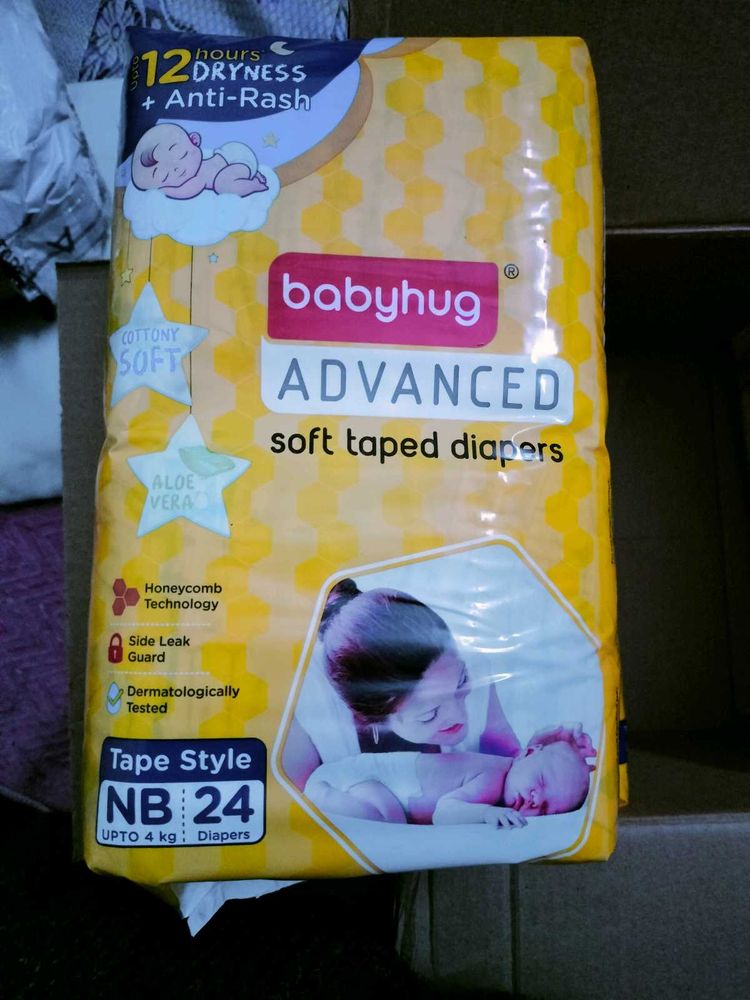 Upto 12 hours
DRYNESS
+ Anti-Rash
COTTONY
SOFT
babyhug®
ADVANCED
soft taped diapers
ALOE
VERA
Honeycomb
Technology
Side Leak
Guard
Dermatologically
Tested
Tape Style
NB 24
UPTO 4 kg Diapers